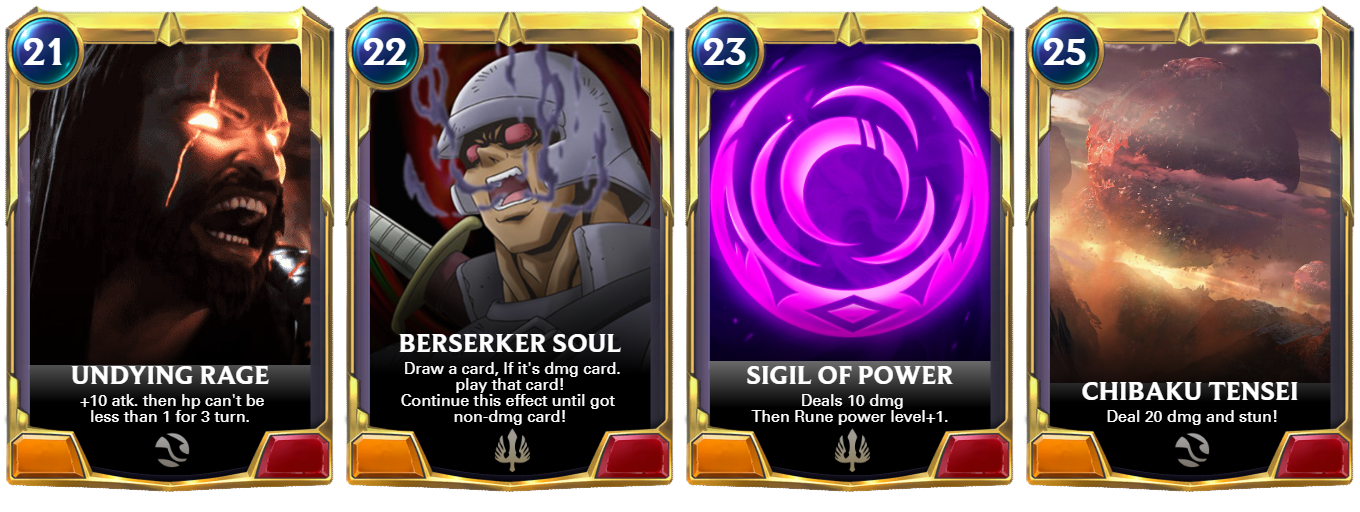 21
UNDYING RAGE
+10 atk. then hp can't be
less than 1 for 3 turn.
22
BERSERKER SOUL
Draw a card, If it's dmg card.
play that card!
Continue this effect until got
non-dmg card!
23
SIGIL OF POWER
Deals 10 dmg
Then Rune power level+1.
25
CHIBAKU TENSEI
Deal 20 dmg and stun!